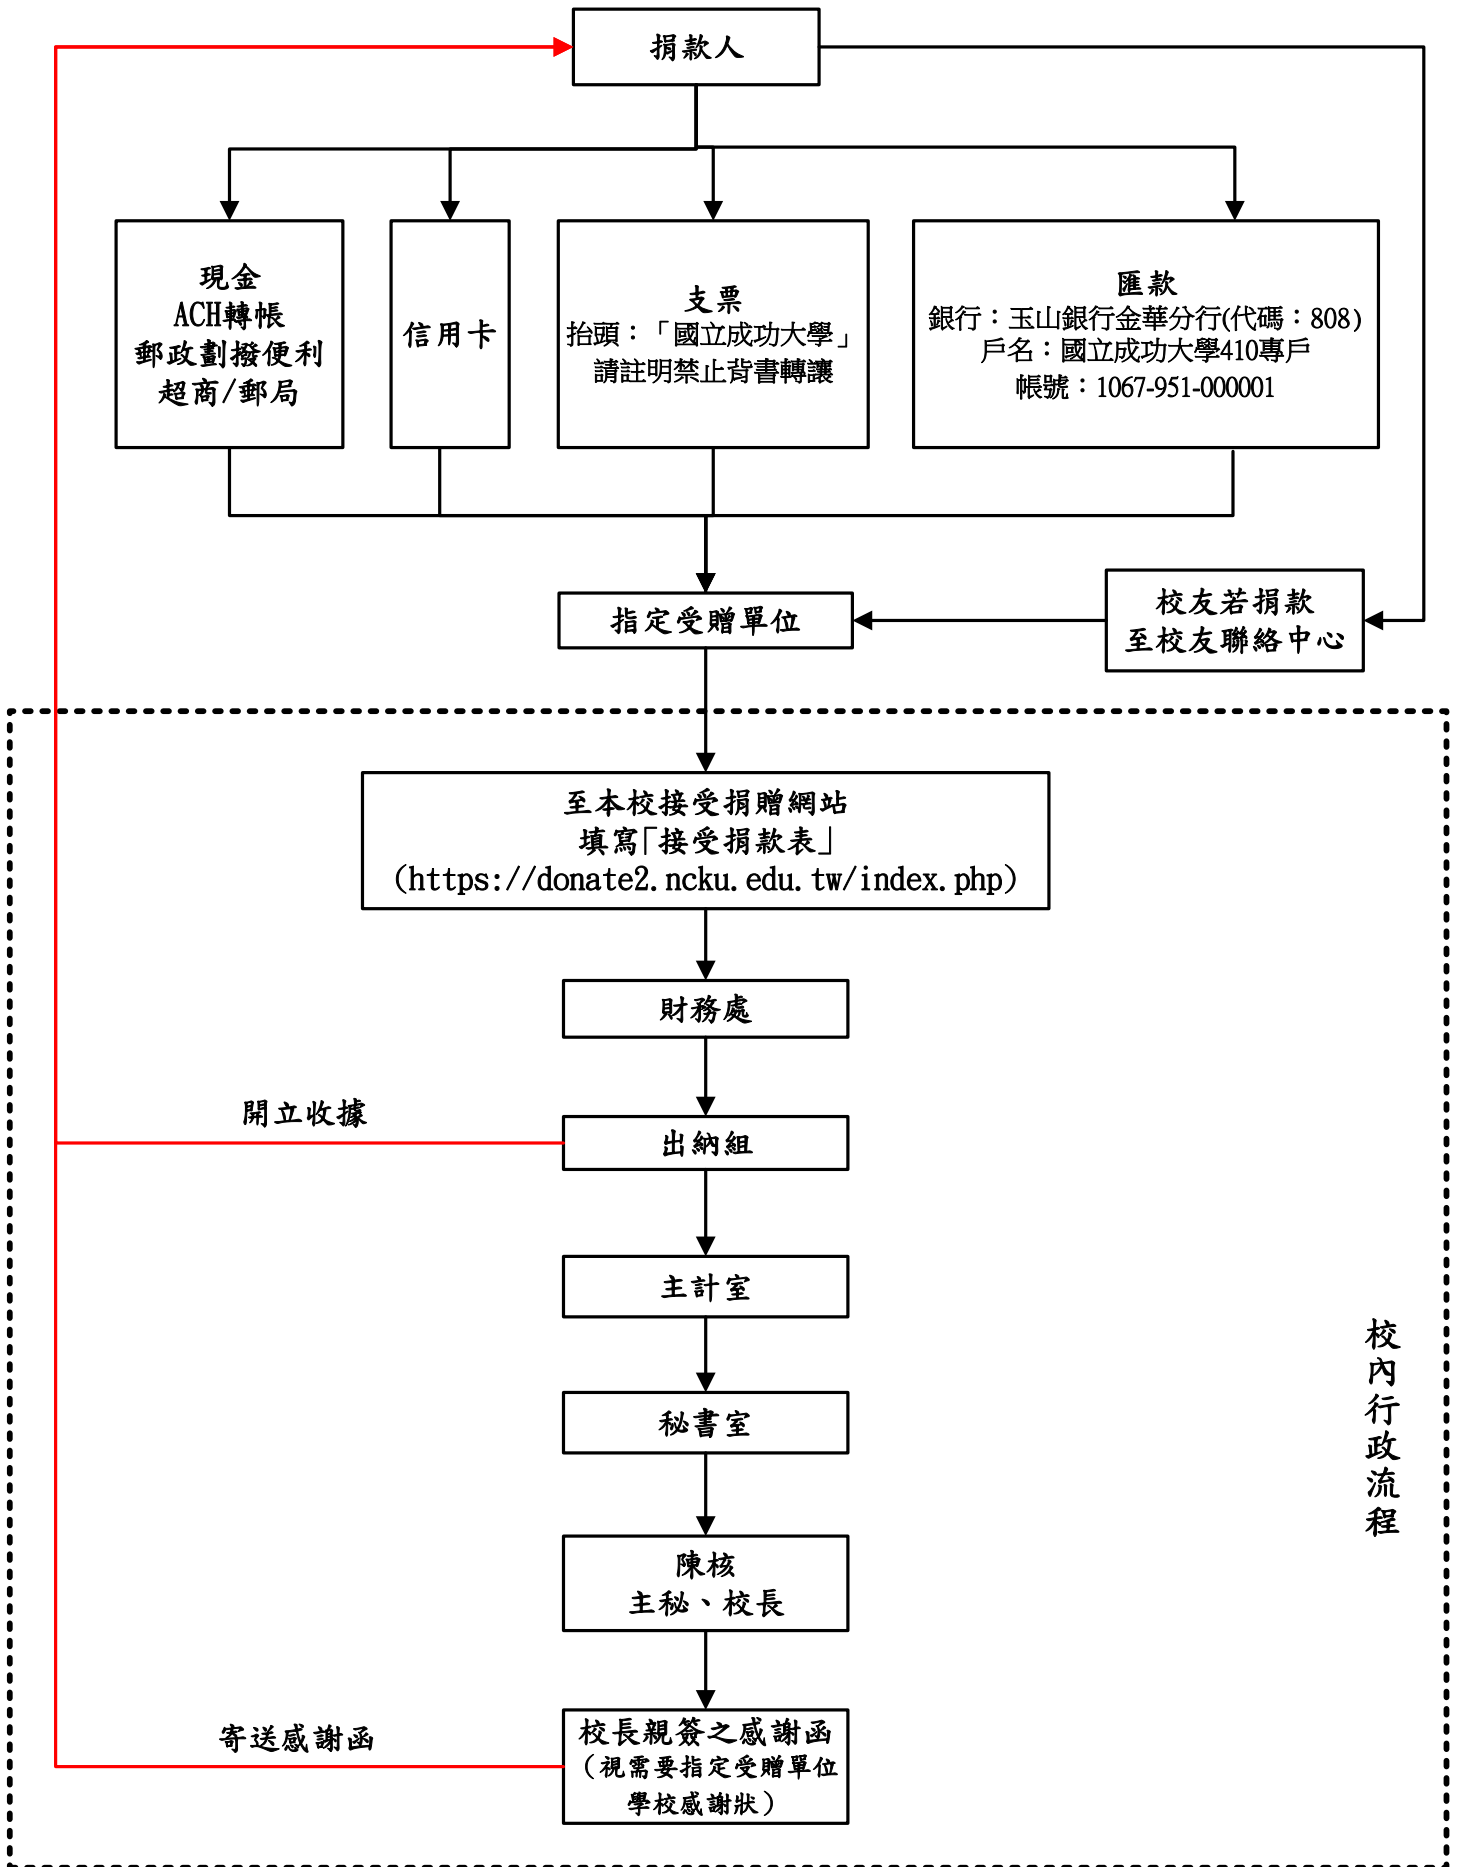 捐款人
現金
ACH轉帳
郵政劃撥便利
超商/郵局
信用卡
支票
抬頭：「國立成功大學」
請註明禁止背書轉讓
匯款
銀行：玉山銀行金華分行(代碼：808)
戶名：國立成功大學410專戶
帳號：1067-951-000001
指定受贈單位
校友若捐款
至校友聯絡中心
至本校接受捐贈網站
填寫「接受捐款表」
(https://donate2.ncku.edu.tw/index.php)
財務處
開立收據
出納組
主計室
秘書室
陳核
主秘、校長
寄送感謝函
校長親簽之感謝函
（視需要指定受贈單位
學校感謝狀）
校內行政流程